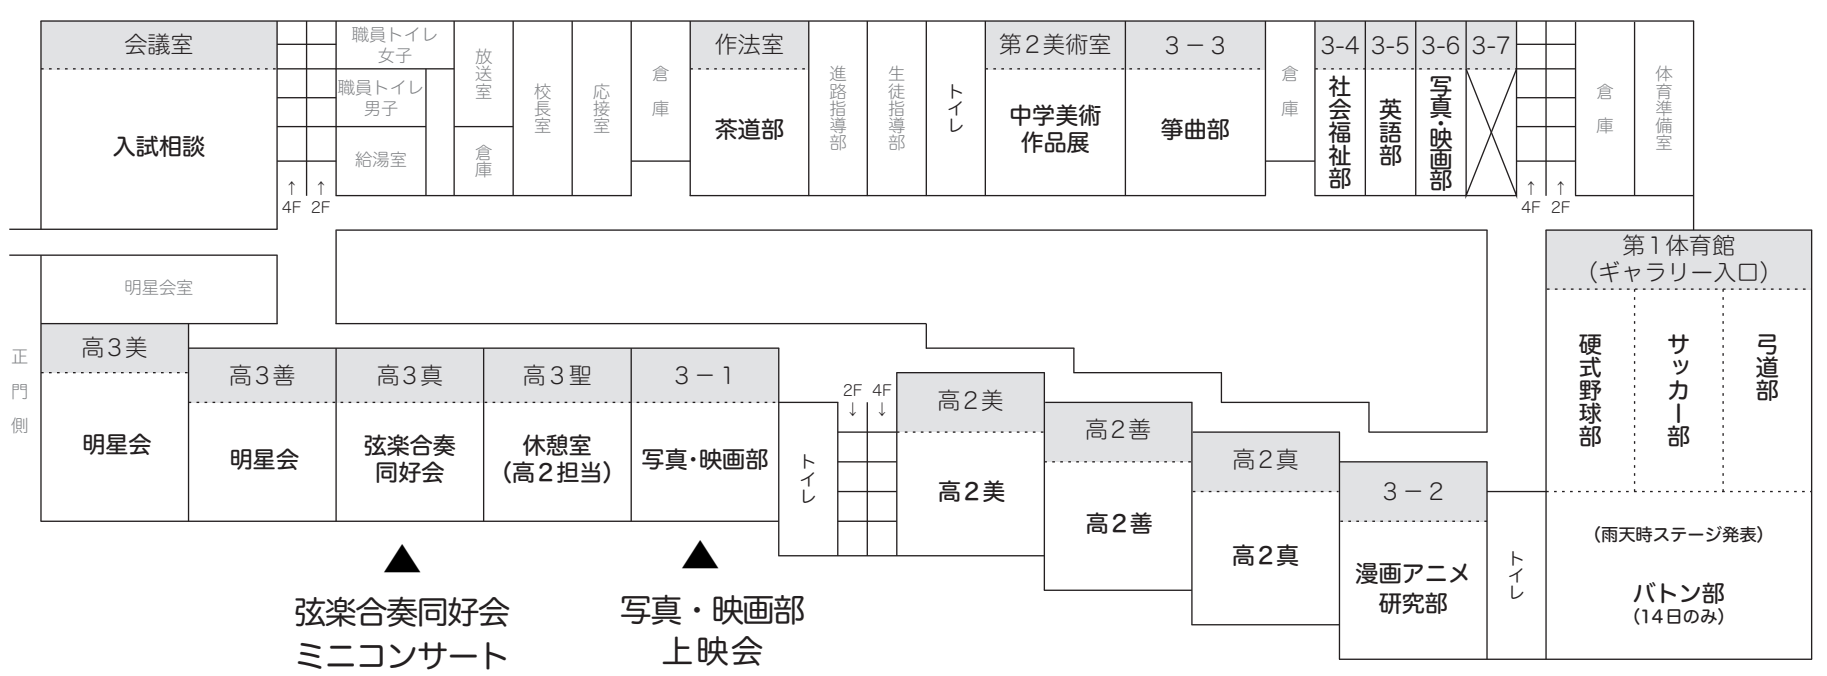 会議室
入試相談
↑
4F
↑
2F
職員トイレ
女子
職員トイレ
男子
給湯室
放送室
倉庫
校長室
応接室
倉庫
作法室
茶道部
進路指導部
生徒指導部
トイレ
第2美術室
中学美術
作品展
3－3
箏曲部
倉庫
3-4
社会福祉部
3-5
英語部
3-6
写真・映画部
3-7
↑
4F
↑
2F
倉庫
体育準備室
明星会室
正門側
高3美
明星会
高3善
明星会
高3真
弦楽合奏
同好会
高3聖
休憩室
(高2担当)
3－1
写真・映画部
トイレ
2F
↓
4F
↓
高2美
高2美
高2善
高2善
高2真
高2真
3－2
漫画アニメ
研究部
トイレ
第1体育館
(ギャラリー入口)
硬式野球部
サッカー部
弓道部
(雨天時ステージ発表)
バトン部
(14日のみ)
▲
弦楽合奏同好会
ミニコンサート
▲
写真・映画部
上映会